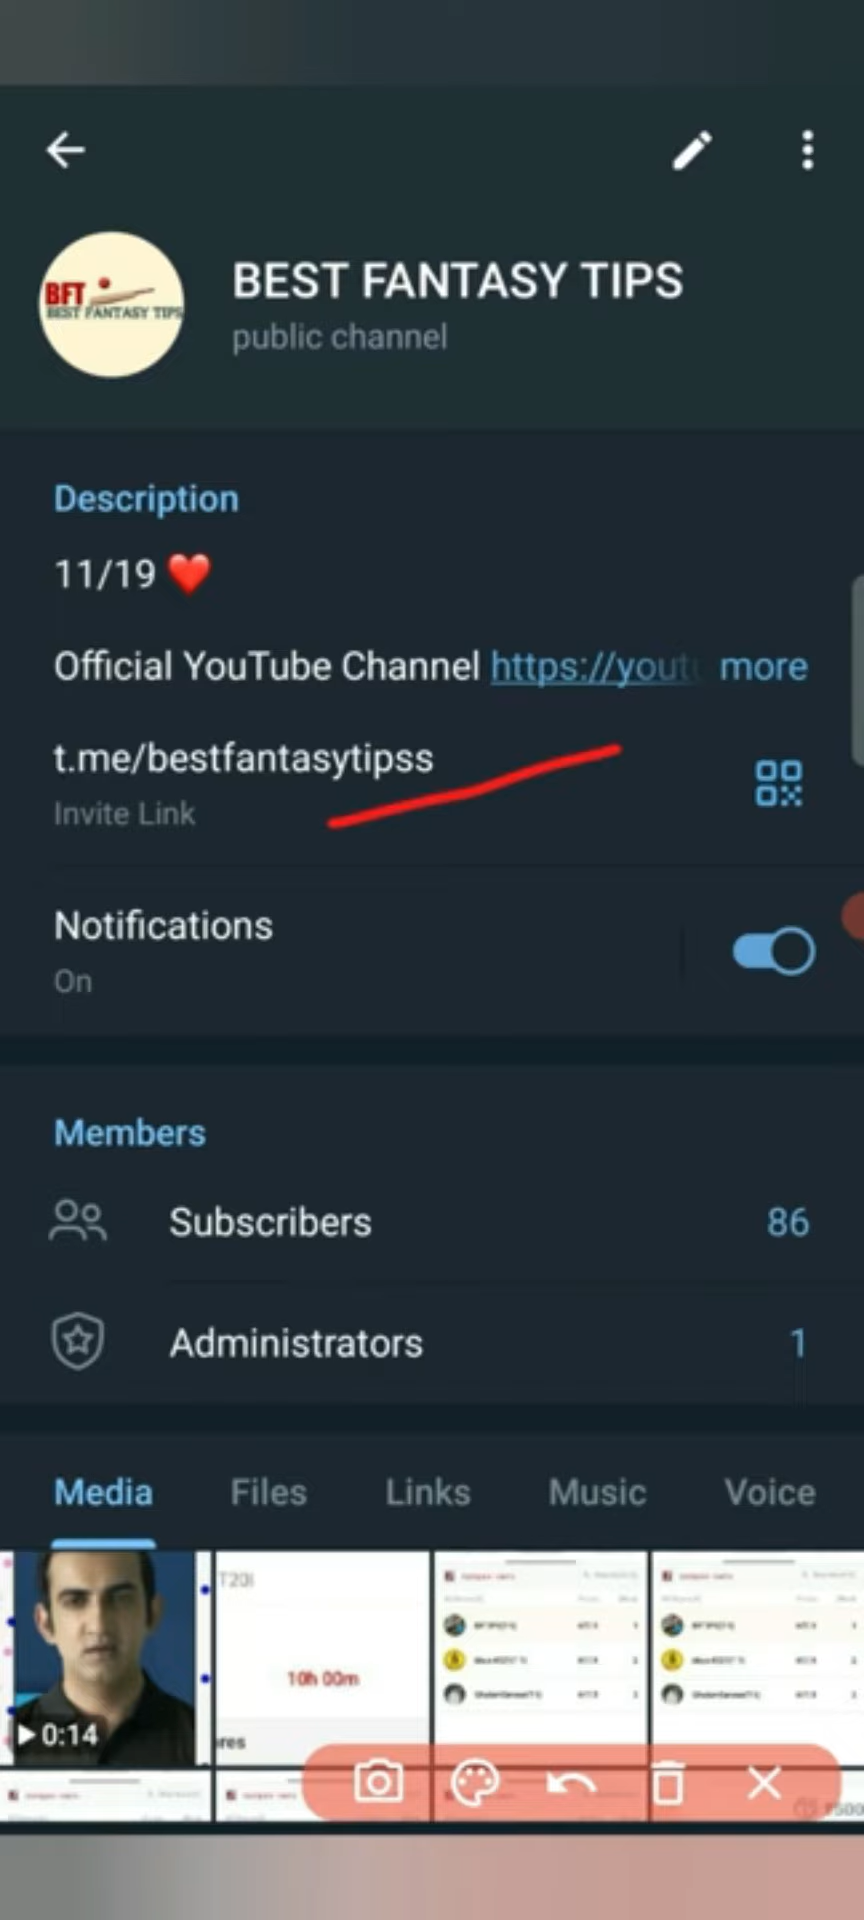 BFT
BEST FANTASY TIPS
BEST FANTASY TIPS
public channel
Description
11/19 ❤️
Official YouTube Channel https://yout more
t.me/bestfantasytipss
Invite Link
Notifications
On
Members
Subscribers 86
Administrators 1
Media Files Links Music Voice
T20I
10h 00m
0:14